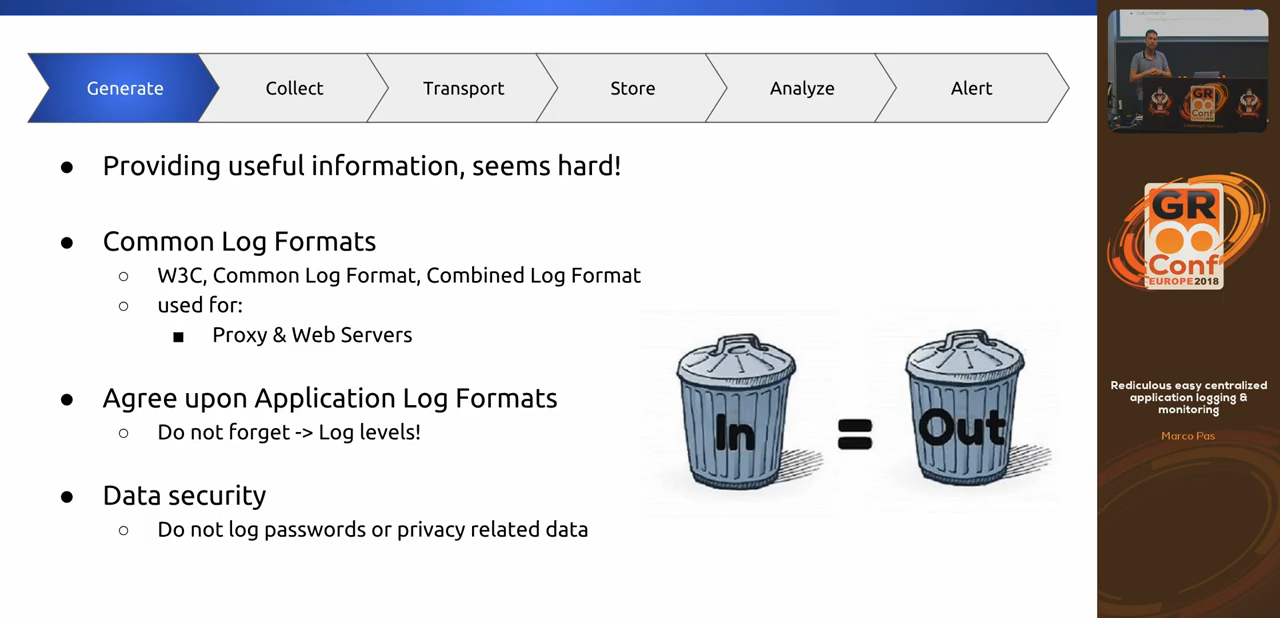 Generate
Collect
Transport
Store
Analyze
Alert
● Providing useful information, seems hard!
● Common Log Formats
○ W3C, Common Log Format, Combined Log Format
○ used for:
■ Proxy & Web Servers
● Agree upon Application Log Formats
○ Do not forget -> Log levels!
● Data security
○ Do not log passwords or privacy related data
In
=
Out
GR
Conf
GR
Conf
EUROPE 2018
Rediculous easy centralized
application logging &
monitoring
Marco Pas